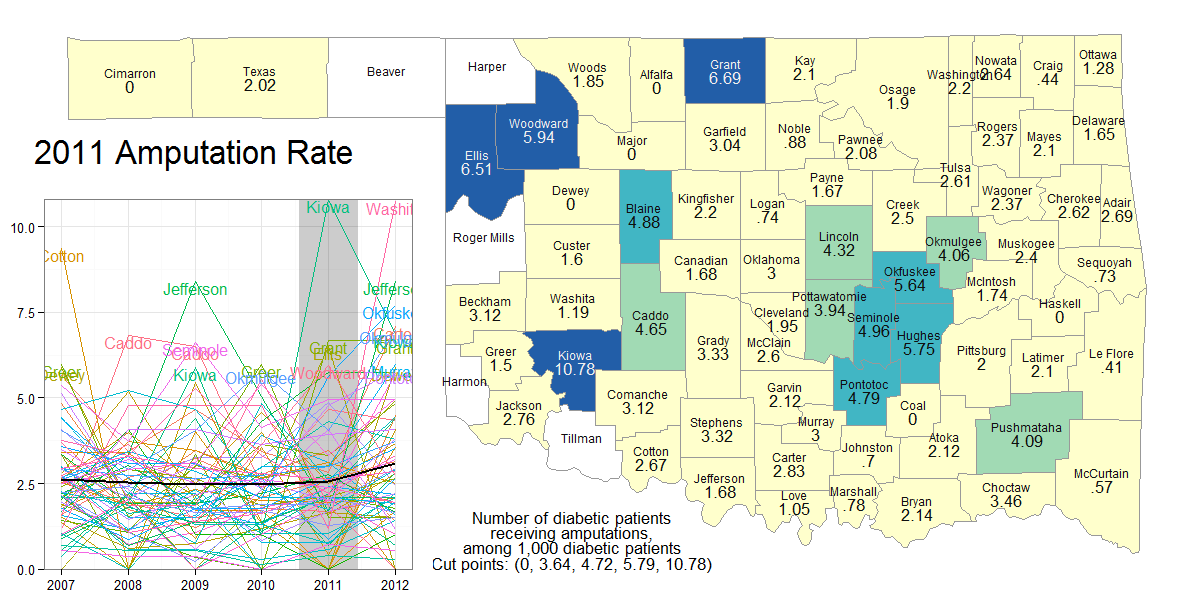 Cimarron
0
Texas
2.02
Beaver
Harper
Woods
1.85
Alfalfa
0
Grant
6.69
Kay
2.1
Osage
1.9
Washington
2.2
Nowata
2.64
Craig
.44
Ottawa
1.28
Ellis
6.51
Woodward
5.94
Major
0
Garfield
3.04
Noble
.88
Pawnee
2.08
Rogers
2.37
Mayes
2.1
Delaware
1.65
2011 Amputation Rate
Tulsa
2.61
Dewey
0
Blaine
4.88
Kingfisher
2.2
Logan
.74
Payne
1.67
Creek
2.5
Wagoner
2.37
Cherokee
2.62
Adair
2.69
Roger Mills
Custer
1.6
Canadian
1.68
Oklahoma
3
Lincoln
4.32
Okmulgee
4.06
Muskogee
2.4
Sequoyah
.73
Okfuskee
5.64
McIntosh
1.74
Beckham
3.12
Washita
1.19
Caddo
4.65
Cleveland
1.95
Pottawatomie
3.94
Seminole
4.96
Hughes
5.75
Haskell
0
Grady
3.33
McClain
2.6
Greer
1.5
Kiowa
10.78
Pittsburg
2
Latimer
2.1
Le Flore
.41
Harmon
Jackson
2.76
Comanche
3.12
Garvin
2.12
Pontotoc
4.79
Coal
0
Tillman
Cotton
2.67
Stephens
3.32
Murray
3
Johnston
.7
Atoka
2.12
Pushmataha
4.09
Carter
2.83
Jefferson
1.68
Love
1.05
Marshall
.78
Bryan
2.14
Choctaw
3.46
McCurtain
.57
10.0
7.5
5.0
2.5
0.0
Cotton
Greer
Caddo
Jefferson
Seminole
Kiowa
Greer
Okmulgee
Kiowa
Grant
Ellis
Woodward
Washit
Jefferso
Okfuske
Grant
Murra
2007 2008 2009 2010 2011 2012
Number of diabetic patients
receiving amputations,
among 1,000 diabetic patients
Cut points: (0, 3.64, 4.72, 5.79, 10.78)